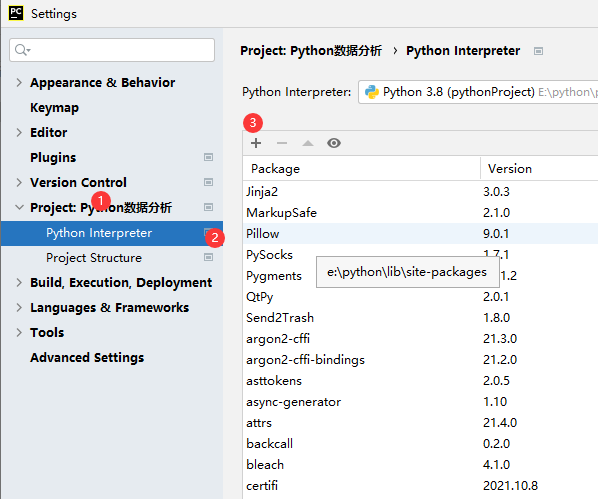 PC Settings
Project: Python数据分析 › Python Interpreter
Appearance & Behavior
Keymap
Editor
Plugins
Version Control
1
Project: Python数据分析
Python Interpreter
2
Project Structure
Build, Execution, Deployment
Languages & Frameworks
Tools
Advanced Settings
Python Interpreter: Python 3.8 (pythonProject) E:\python\p
3
Package Version
Jinja2 3.0.3
MarkupSafe 2.1.0
Pillow 9.0.1
PySocks 1.7.1
Pygments 1.2
e:\python\lib\site-packages
QtPy 2.0.1
Send2Trash 1.8.0
argon2-cffi 21.3.0
argon2-cffi-bindings 21.2.0
asttokens 2.0.5
async-generator 1.10
attrs 21.4.0
backcall 0.2.0
bleach 4.1.0
certifi 2021.10.8